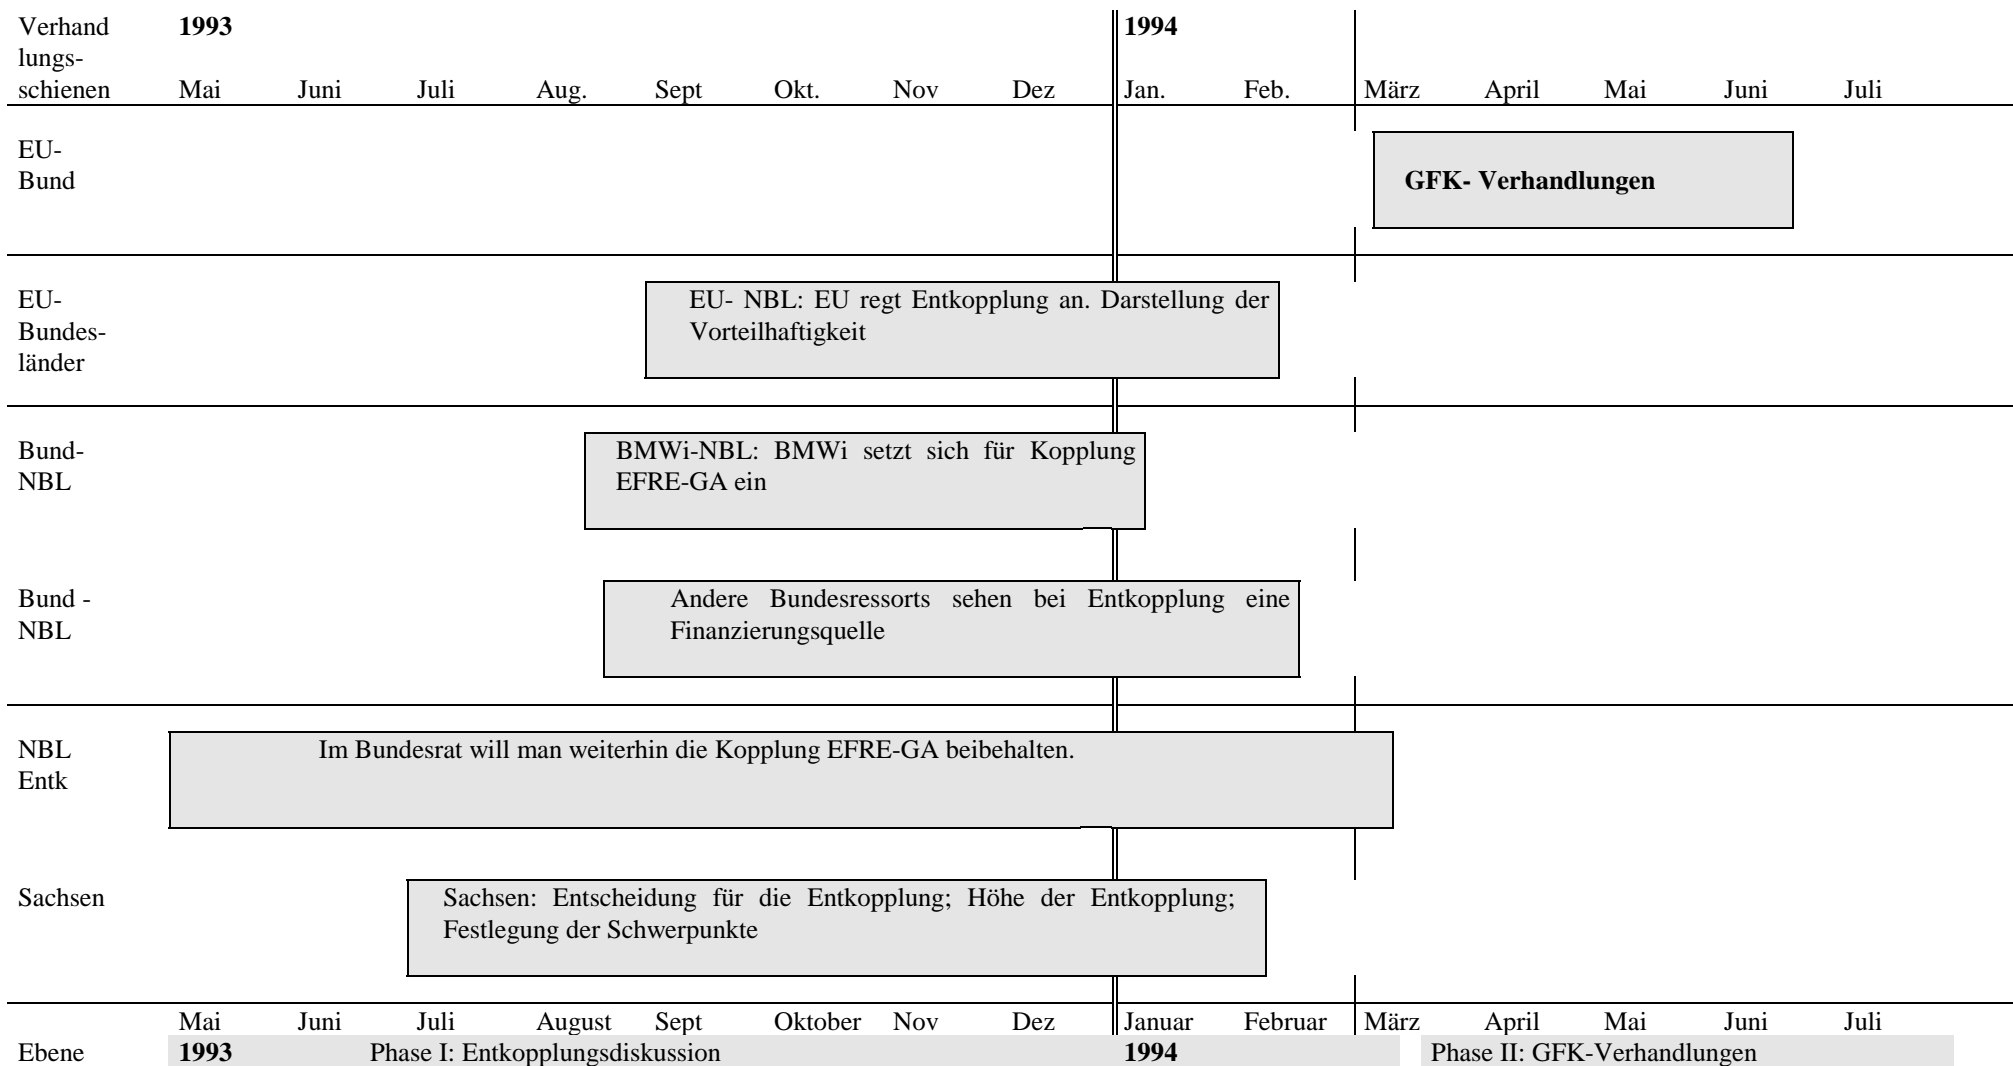 Verhand 1993 1994
lungs-
schienen Mai Juni Juli Aug. Sept Okt. Nov Dez Jan. Feb. März April Mai Juni Juli
EU-
Bund
GFK- Verhandlungen
EU-
Bundes-
länder
EU- NBL: EU regt Entkopplung an. Darstellung der
Vorteilhaftigkeit
Bund-
NBL
BMWi-NBL: BMWi setzt sich für Kopplung
EFRE-GA ein
Bund -
NBL
Andere Bundesressorts sehen bei Entkopplung eine
Finanzierungsquelle
NBL
Entk
Im Bundesrat will man weiterhin die Kopplung EFRE-GA beibehalten.
Sachsen
Sachsen: Entscheidung für die Entkopplung; Höhe der Entkopplung;
Festlegung der Schwerpunkte
Mai Juni Juli August Sept Oktober Nov Dez Januar Februar März April Mai Juni Juli
Ebene 1993 Phase I: Entkopplungsdiskussion 1994 Phase II: GFK-Verhandlungen